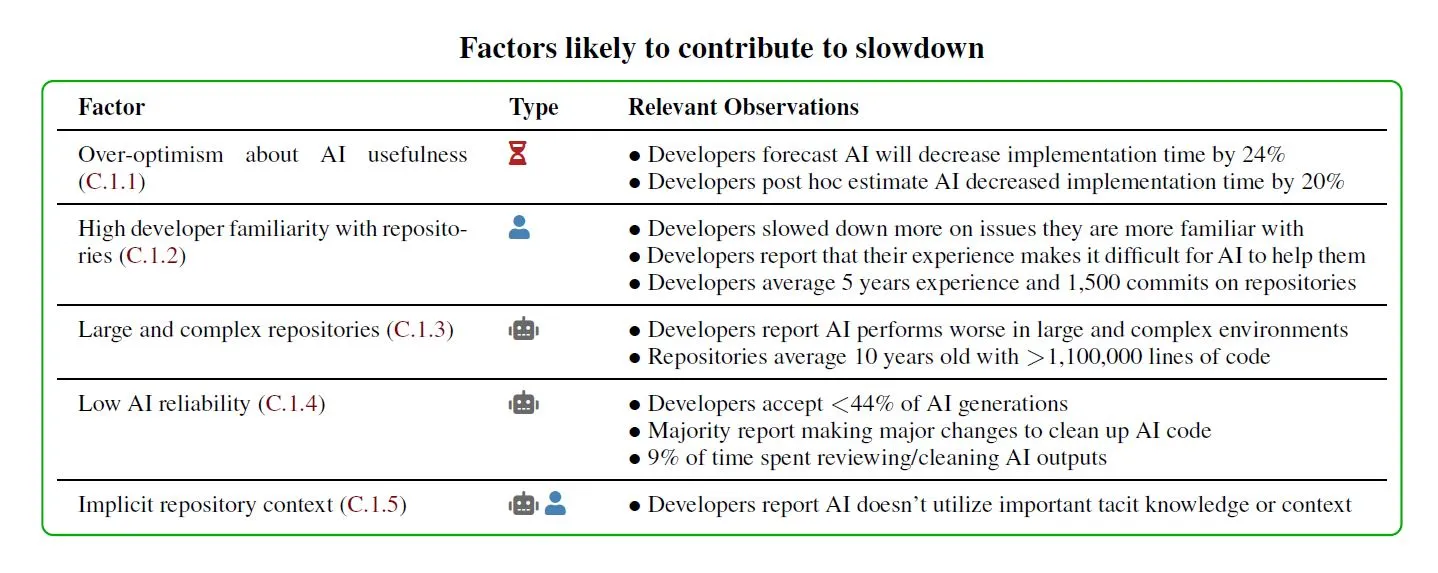 Factors likely to contribute to slowdown
Factor Type Relevant Observations
Over-optimism about AI usefulness
(C.1.1)
• Developers forecast AI will decrease implementation time by 24%
• Developers post hoc estimate AI decreased implementation time by 20%
High developer familiarity with reposito-
ries (C.1.2)
• Developers slowed down more on issues they are more familiar with
• Developers report that their experience makes it difficult for AI to help them
• Developers average 5 years experience and 1,500 commits on repositories
Large and complex repositories (C.1.3)
• Developers report AI performs worse in large and complex environments
• Repositories average 10 years old with >1,100,000 lines of code
Low AI reliability (C.1.4)
• Developers accept <44% of AI generations
• Majority report making major changes to clean up AI code
• 9% of time spent reviewing/cleaning AI outputs
Implicit repository context (C.1.5)
• Developers report AI doesn’t utilize important tacit knowledge or context